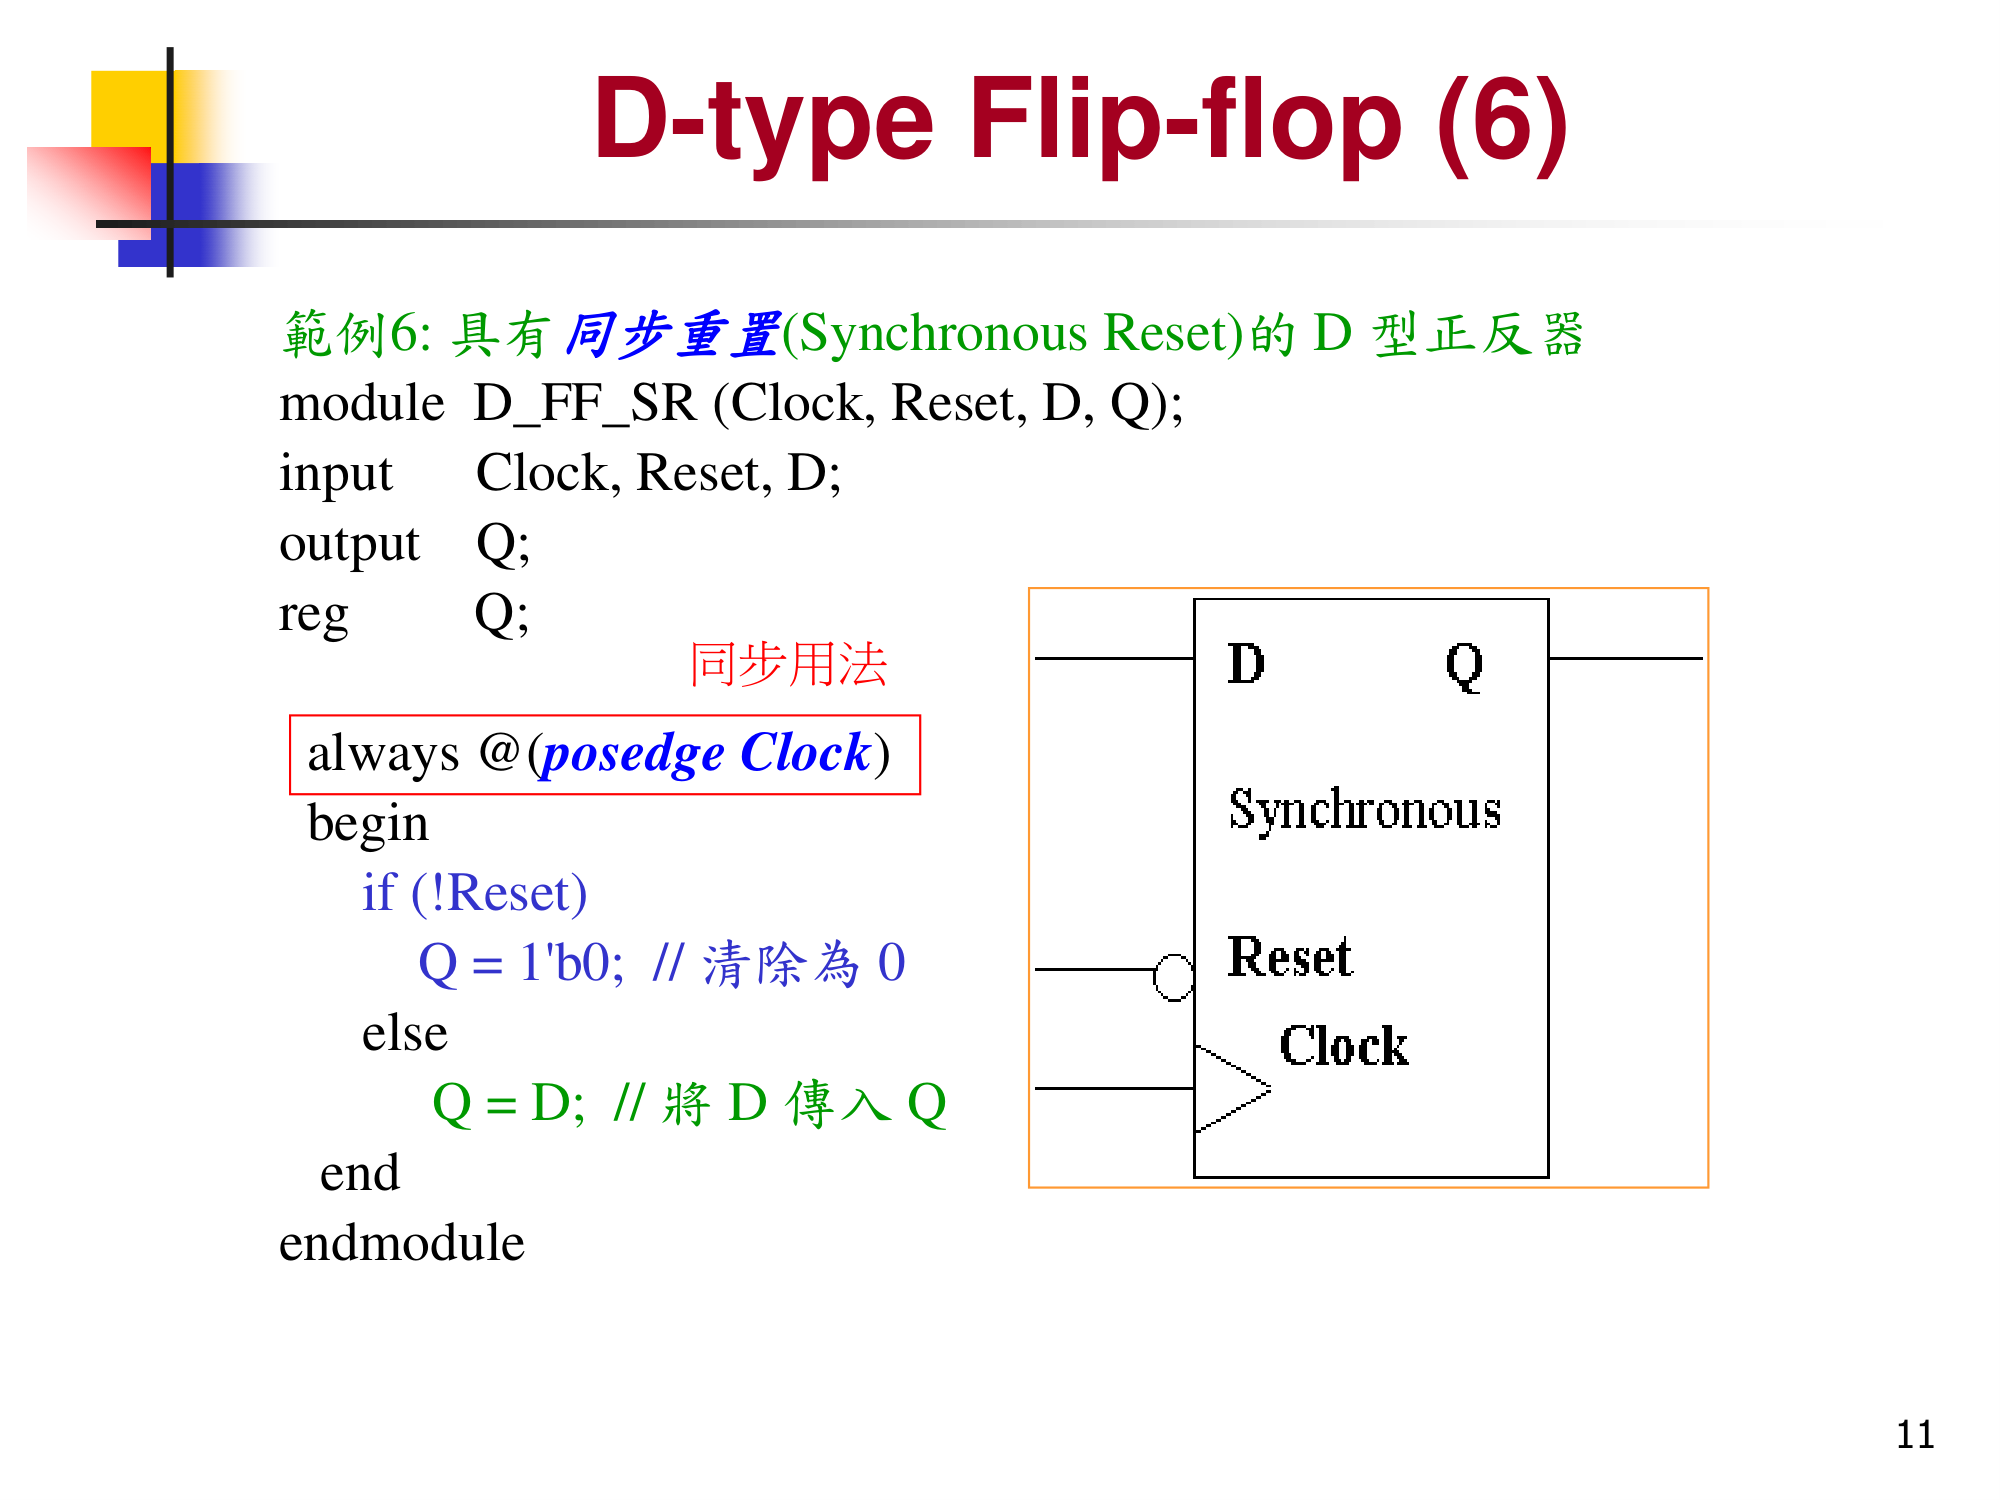 D-type Flip-flop (6)
範例6: 具有同步重置(Synchronous Reset)的 D 型正反器
module D_FF_SR (Clock, Reset, D, Q);
input Clock, Reset, D;
output Q;
reg Q;
同步用法
always @(posedge Clock)
begin
if (!Reset)
Q = 1'b0; // 清除為 0
else
Q = D; // 將 D 傳入 Q
end
endmodule
D Q
Synchronous
Reset
Clock
11